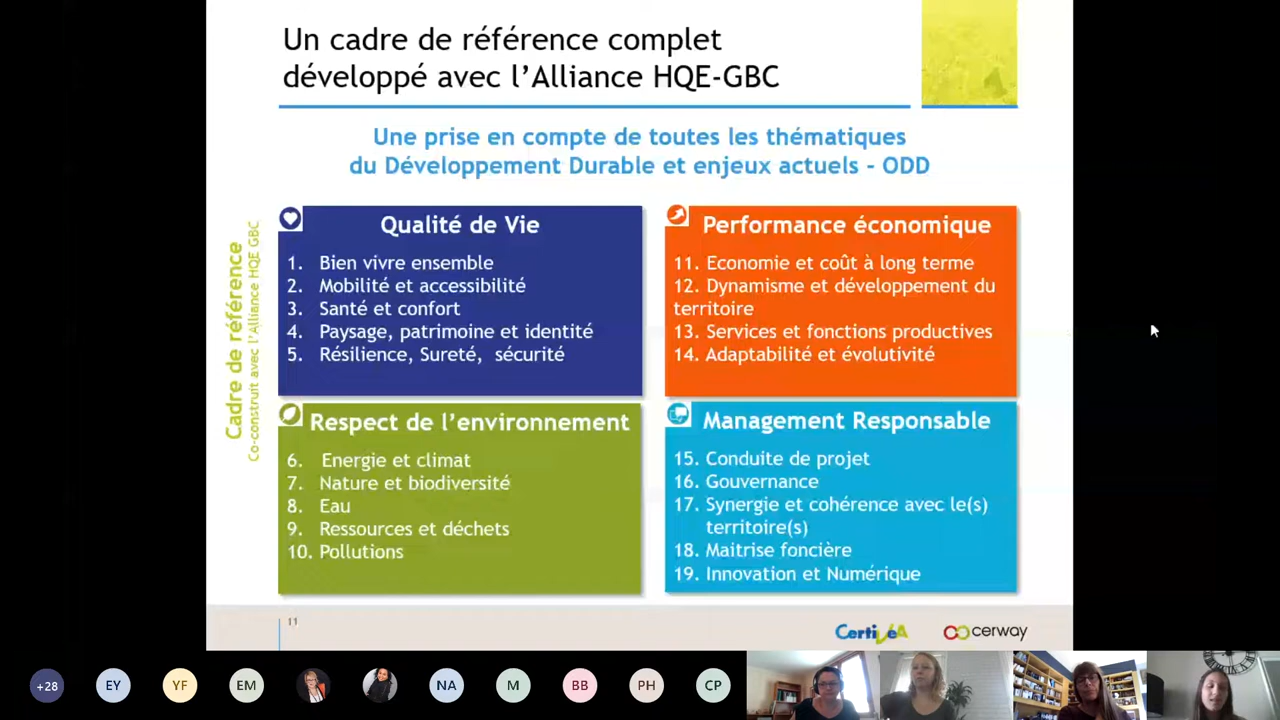 Un cadre de référence complet
développé avec l'Alliance HQE-GBC
Une prise en compte de toutes les thématiques
du Développement Durable et enjeux actuels - ODD
Cadre de référence
Co-construit avec l'Alliance HQE GBC
Qualité de Vie
1. Bien vivre ensemble
2. Mobilité et accessibilité
3. Santé et confort
4. Paysage, patrimoine et identité
5. Résilience, Sureté, sécurité
Performance économique
11. Economie et coût à long terme
12. Dynamisme et développement du
territoire
13. Services et fonctions productives
14. Adaptabilité et évolutivité
Respect de l'environnement
6. Energie et climat
7. Nature et biodiversité
8. Eau
9. Ressources et déchets
10. Pollutions
Management Responsable
15. Conduite de projet
16. Gouvernance
17. Synergie et cohérence avec le(s)
territoire(s)
18. Maitrise foncière
19. Innovation et Numérique
11
CertivéA
cerway
+28
EY
YF
EM
NA
M
BB
PH
CP